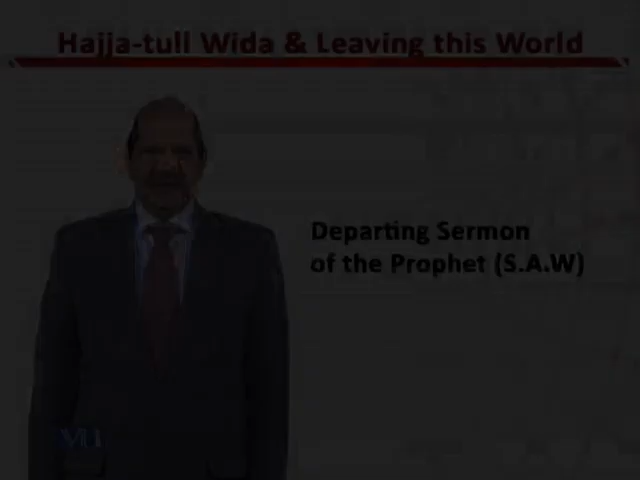 Hajja-tull Wida & Leaving this World
Departing Sermon
of the Prophet (S.A.W)